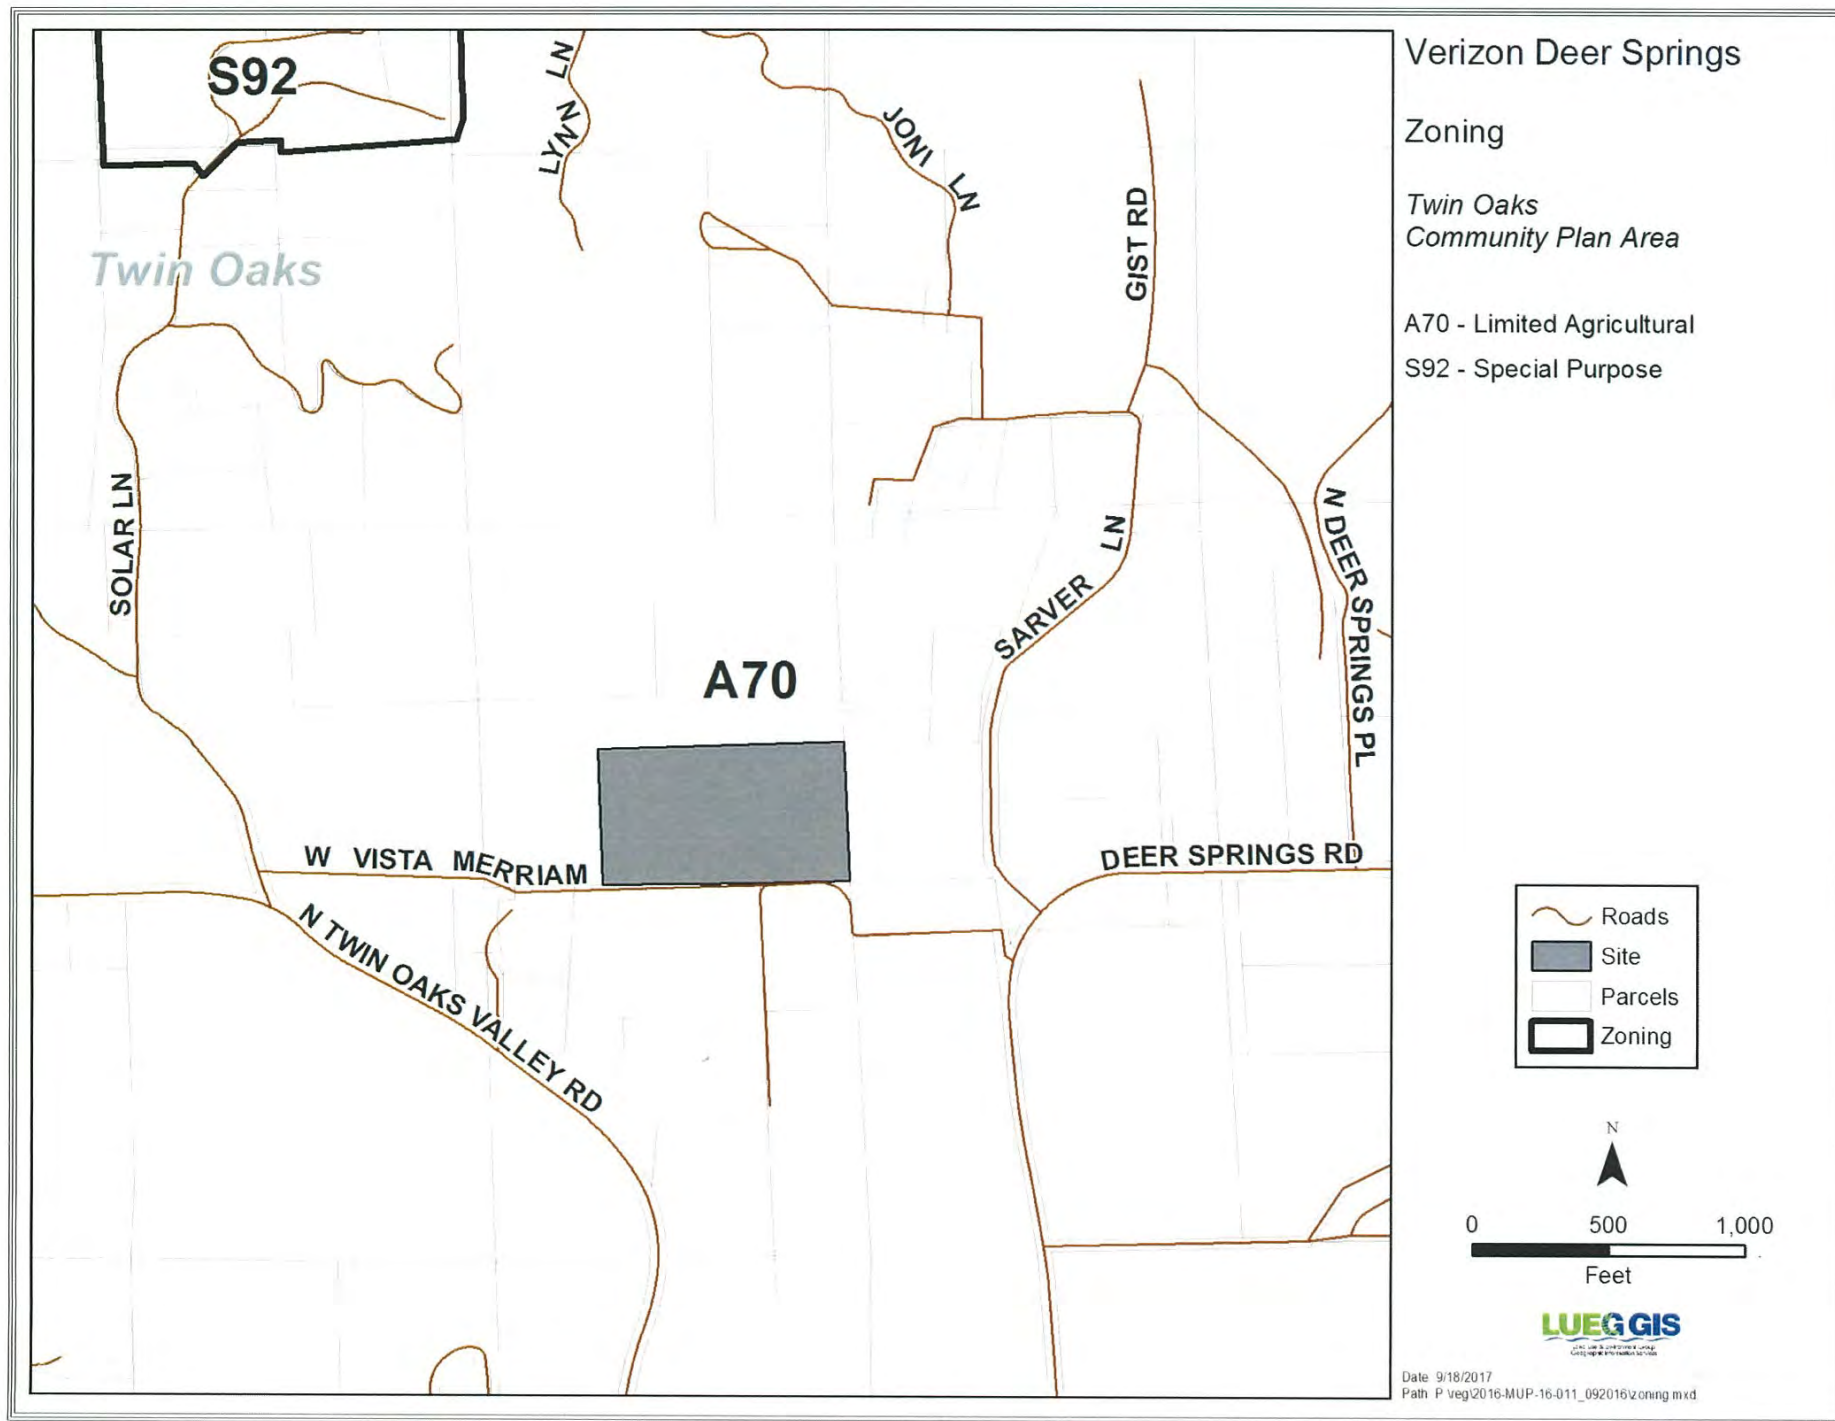 Verizon Deer Springs
Zoning
Twin Oaks
Community Plan Area
A70 - Limited Agricultural
S92 - Special Purpose
S92
LYNN LN
JONI LN
GIST RD
Twin Oaks
SOLAR LN
N DEER SPRINGS PL
SARVER LN
A70
W VISTA MERRIAM
DEER SPRINGS RD
N TWIN OAKS VALLEY RD
Roads
Site
Parcels
Zoning
N
0 500 1,000
Feet
LUEG GIS
Date 9/18/2017